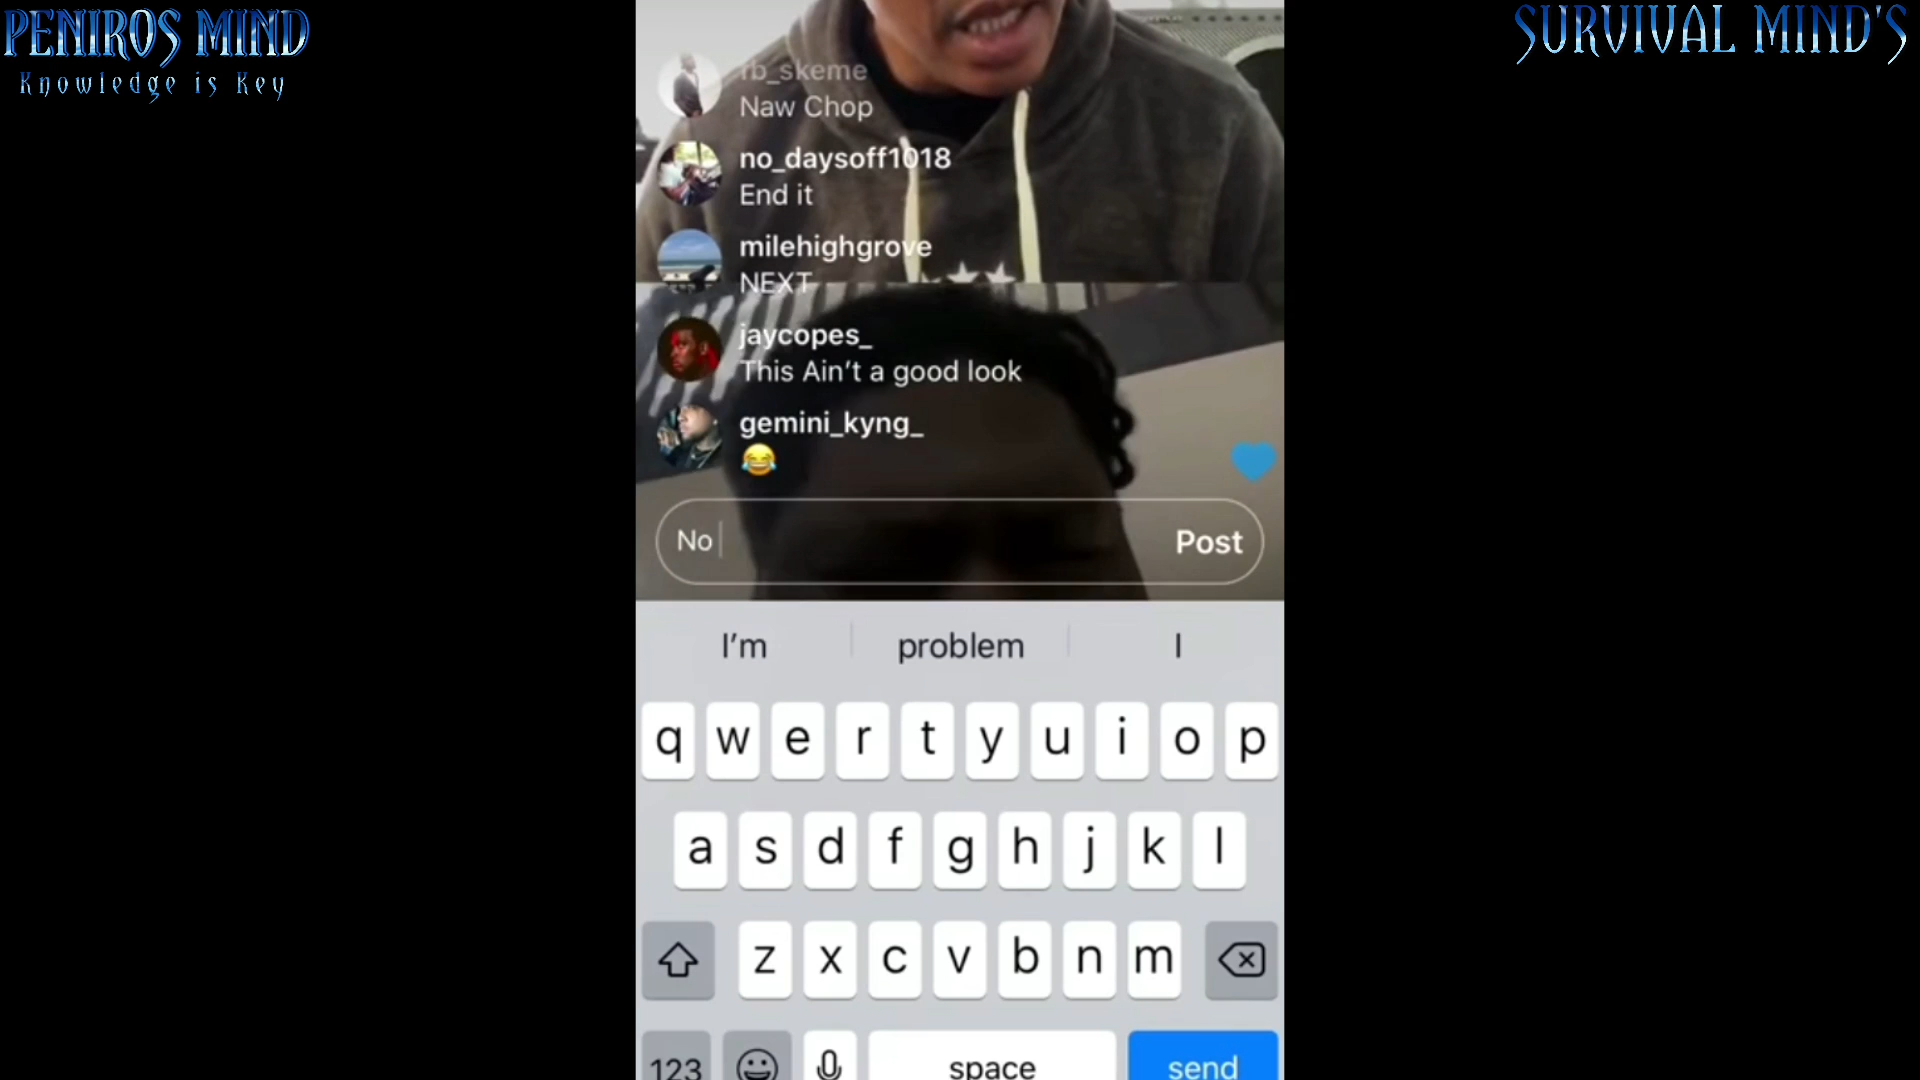 PENIROS MIND
Knowledge is Key
SURVIVAL MIND'S
rb_skeme
Naw Chop
no_daysoff1018
End it
milehighgrove
NEXT
jaycopes_
This Ain't a good look
gemini_kyng_
😂
No
Post
I'm problem I
q w e r t y u i o p
a s d f g h j k l
z x c v b n m
123 space send